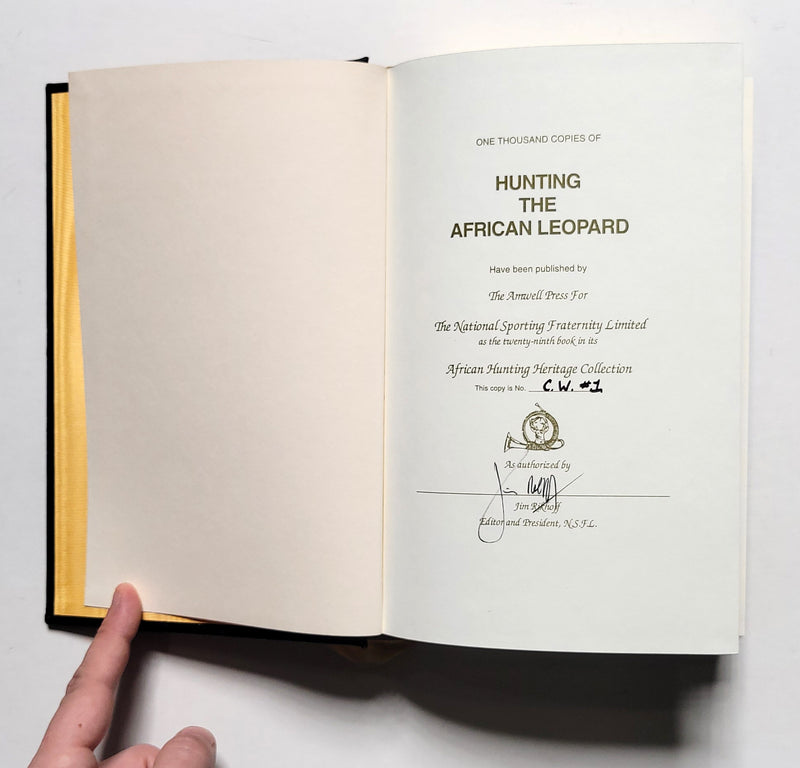 ONE THOUSAND COPIES OF
HUNTING
THE
AFRICAN LEOPARD
Have been published by
The Amwell Press For
The National Sporting Fraternity Limited
as the twenty-ninth book in its
African Hunting Heritage Collection
This copy is No. C.W. #1
As authorized by
Jim Rikhoff
Jim Rikhoff
Editor and President, N.S.F.L.